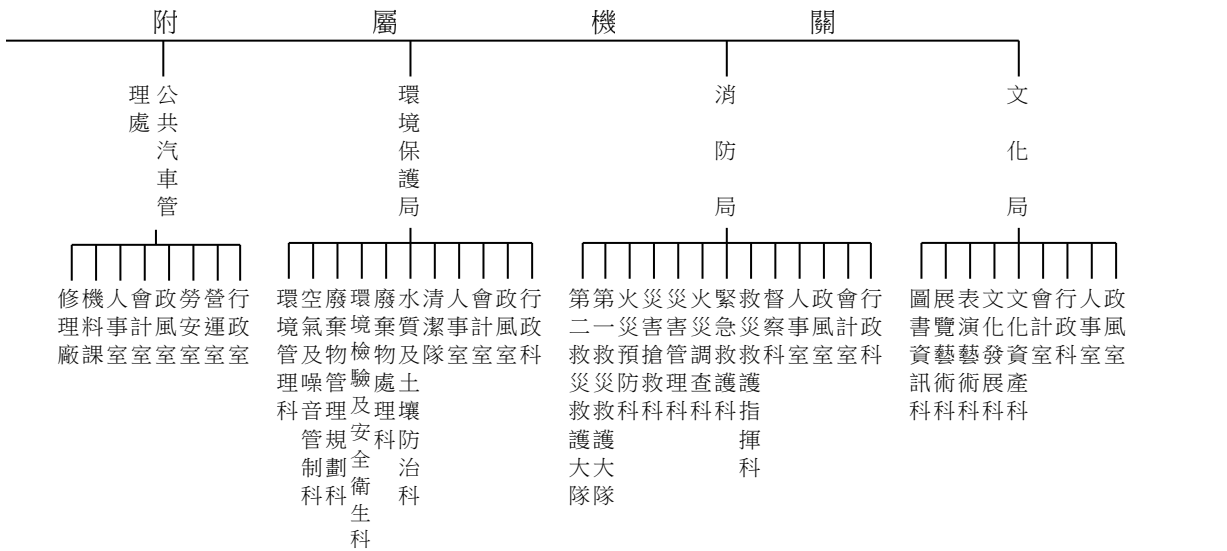 附屬機關
公共汽車管
理處
環境保護局
消防局
文化局
修理廠
機料課
人事室
會計室
政風室
勞安室
營運室
行政室
環境管理科
空氣及噪音管制科
廢棄物管理規劃科
環境檢驗及安全衛生科
廢棄物處理科
水質及土壤防治科
清潔隊
人事室
會計室
政風室
行政科
第二救災救護大隊
第一救災救護大隊
火災預防科
災害搶救科
災害管理科
火災調查科
緊急救護科
救災救護指揮科
督察科
人事室
政風室
會計室
行政科
圖書資訊科
展覽藝術科
表演藝術科
文化發展科
文化資產科
會計室
行政科
人事室
政風室